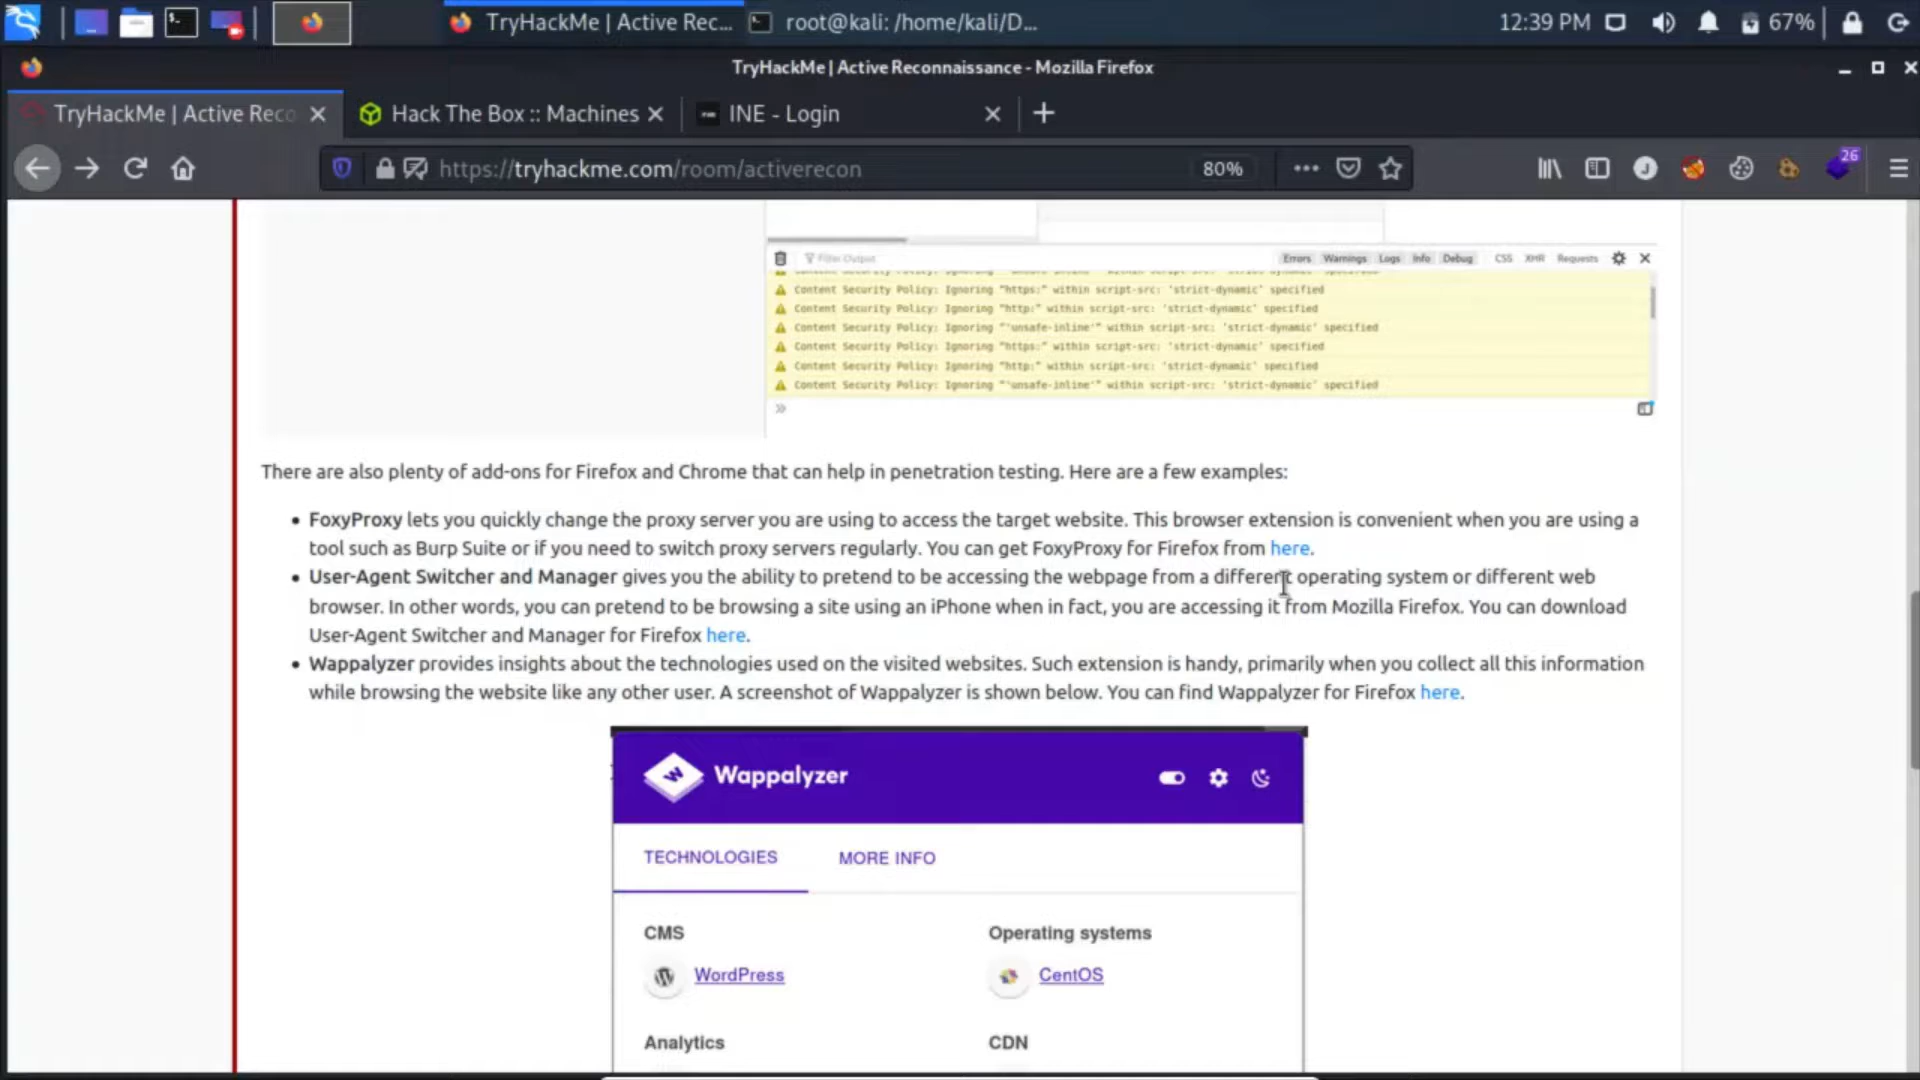 TryHackMe | Active Rec...
root@kali: /home/kali/D...
12:39 PM
67%
TryHackMe | Active Reconnaissance - Mozilla Firefox
TryHackMe | Active Reco
Hack The Box :: Machines
INE - Login
https://tryhackme.com/room/activerecon
80%
26
Filter Output
Errors Warnings Logs Info Debug CSS XHR Requests
Content Security Policy: Ignoring "'unsafe-inline'" within script-src: 'strict-dynamic' specified
Content Security Policy: Ignoring "https:" within script-src: 'strict-dynamic' specified
Content Security Policy: Ignoring "http:" within script-src: 'strict-dynamic' specified
Content Security Policy: Ignoring "'unsafe-inline'" within script-src: 'strict-dynamic' specified
Content Security Policy: Ignoring "https:" within script-src: 'strict-dynamic' specified
Content Security Policy: Ignoring "http:" within script-src: 'strict-dynamic' specified
Content Security Policy: Ignoring "'unsafe-inline'" within script-src: 'strict-dynamic' specified
There are also plenty of add-ons for Firefox and Chrome that can help in penetration testing. Here are a few examples:
• FoxyProxy lets you quickly change the proxy server you are using to access the target website. This browser extension is convenient when you are using a
tool such as Burp Suite or if you need to switch proxy servers regularly. You can get FoxyProxy for Firefox from here.
• User-Agent Switcher and Manager gives you the ability to pretend to be accessing the webpage from a different operating system or different web
browser. In other words, you can pretend to be browsing a site using an iPhone when in fact, you are accessing it from Mozilla Firefox. You can download
User-Agent Switcher and Manager for Firefox here.
• Wappalyzer provides insights about the technologies used on the visited websites. Such extension is handy, primarily when you collect all this information
while browsing the website like any other user. A screenshot of Wappalyzer is shown below. You can find Wappalyzer for Firefox here.
Wappalyzer
TECHNOLOGIES MORE INFO
CMS Operating systems
WordPress CentOS
Analytics CDN